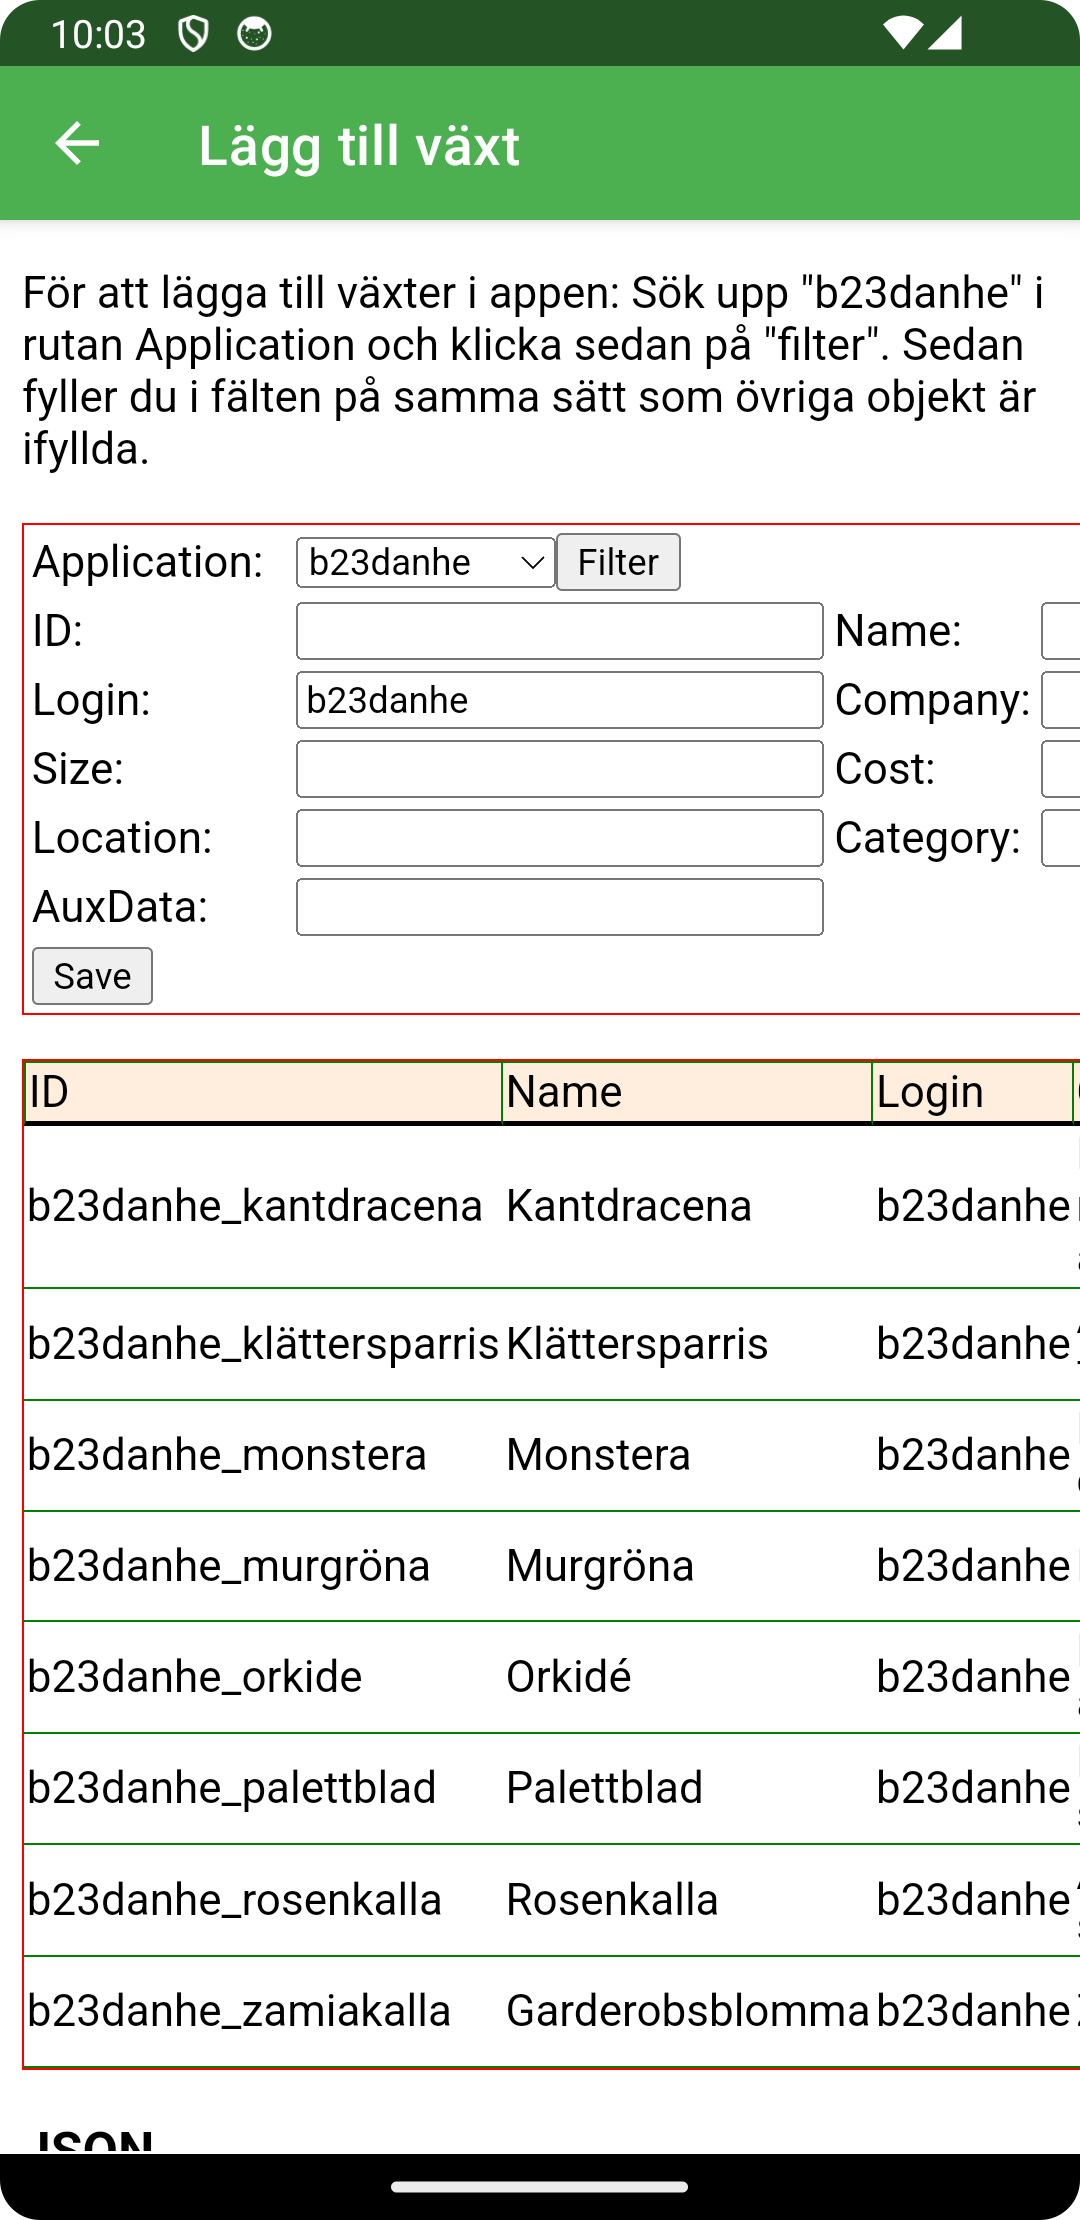 10:03
Lägg till växt
För att lägga till växter i appen: Sök upp "b23danhe" i
rutan Application och klicka sedan på "filter". Sedan
fyller du i fälten på samma sätt som övriga objekt är
ifyllda.
Application: b23danhe Filter
ID: Name:
Login: b23danhe Company:
Size: Cost:
Location: Category:
AuxData:
Save
ID Name Login
b23danhe_kantdracena Kantdracena b23danhe
b23danhe_klättersparris Klättersparris b23danhe
b23danhe_monstera Monstera b23danhe
b23danhe_murgröna Murgröna b23danhe
b23danhe_orkide Orkidé b23danhe
b23danhe_palettblad Palettblad b23danhe
b23danhe_rosenkalla Rosenkalla b23danhe
b23danhe_zamiakalla Garderobsblomma b23danhe
JSON